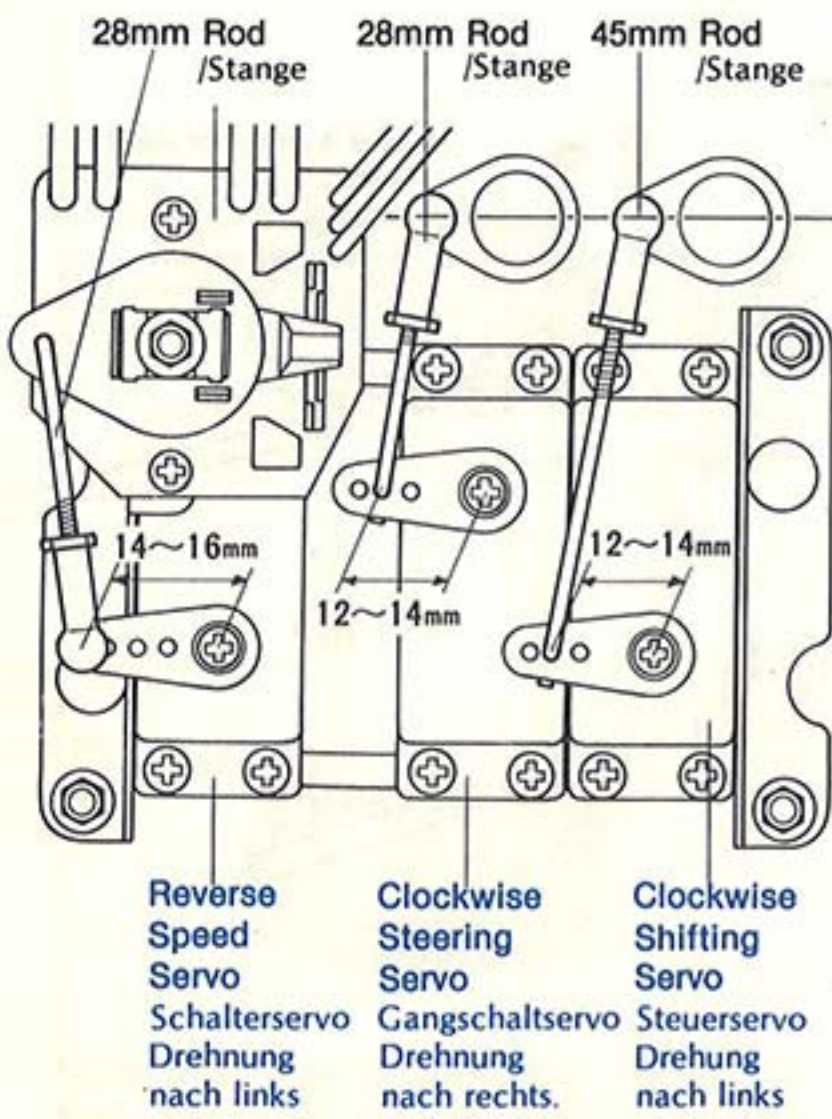 28mm Rod
/Stange
28mm Rod
/Stange
45mm Rod
/Stange
14～16mm
12～14mm
12～14mm
Reverse
Speed
Servo
Schalterservo
Drehnung
nach links
Clockwise
Steering
Servo
Gangschaltservo
Drehnung
nach rechts.
Clockwise
Shifting
Servo
Steuerservo
Drehung
nach links